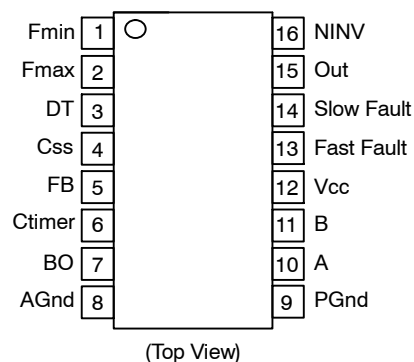 Fmin 1 16 NINV
Fmax 2 15 Out
DT 3 14 Slow Fault
Css 4 13 Fast Fault
FB 5 12 Vcc
Ctimer 6 11 B
BO 7 10 A
AGnd 8 9 PGnd
(Top View)